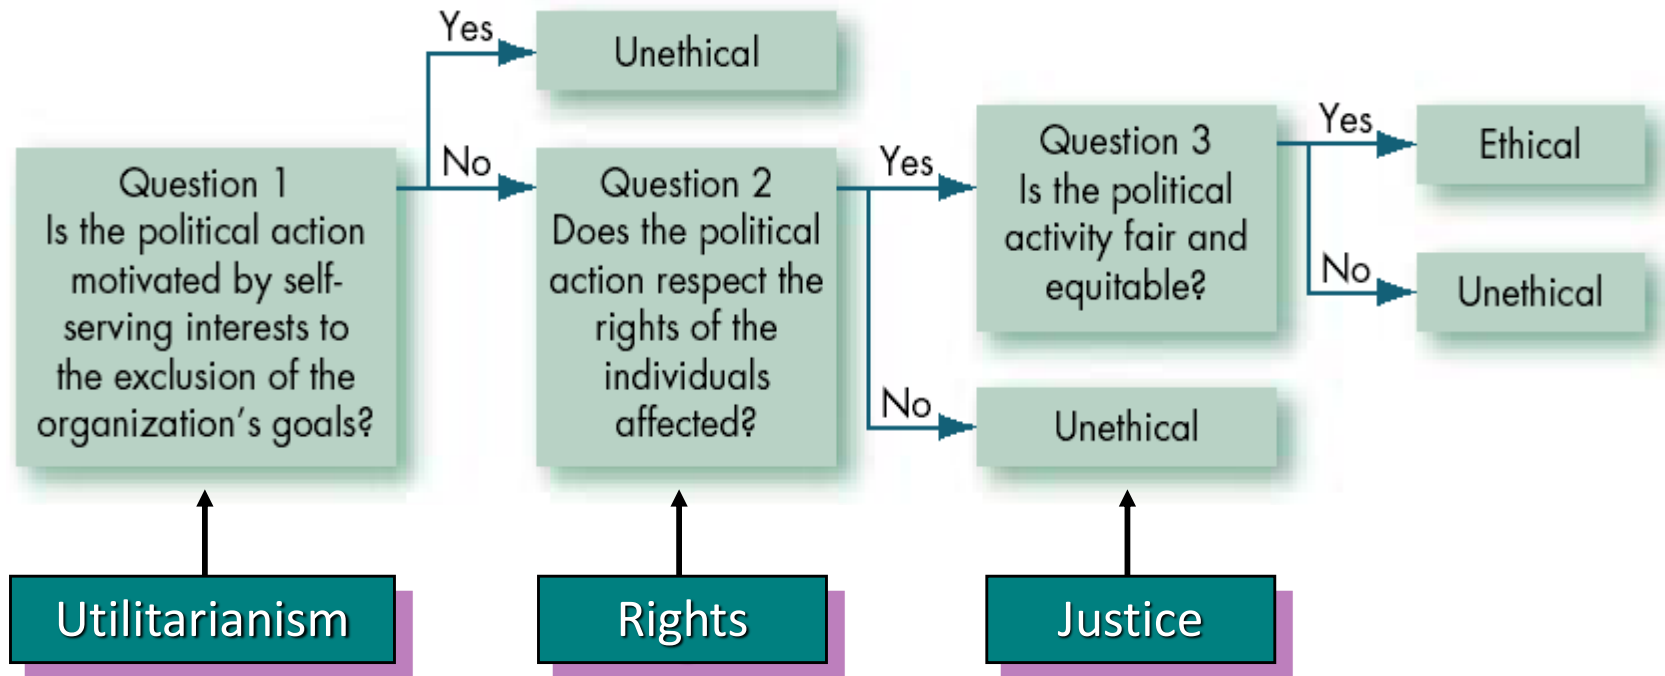 Yes
Unethical
No
Question 1
Is the political action
motivated by self-
serving interests to
the exclusion of the
organization's goals?
Question 2
Does the political
action respect the
rights of the
individuals
affected?
Yes
No
Question 3
Is the political
activity fair and
equitable?
Unethical
Yes
Ethical
No
Unethical
Utilitarianism
Rights
Justice